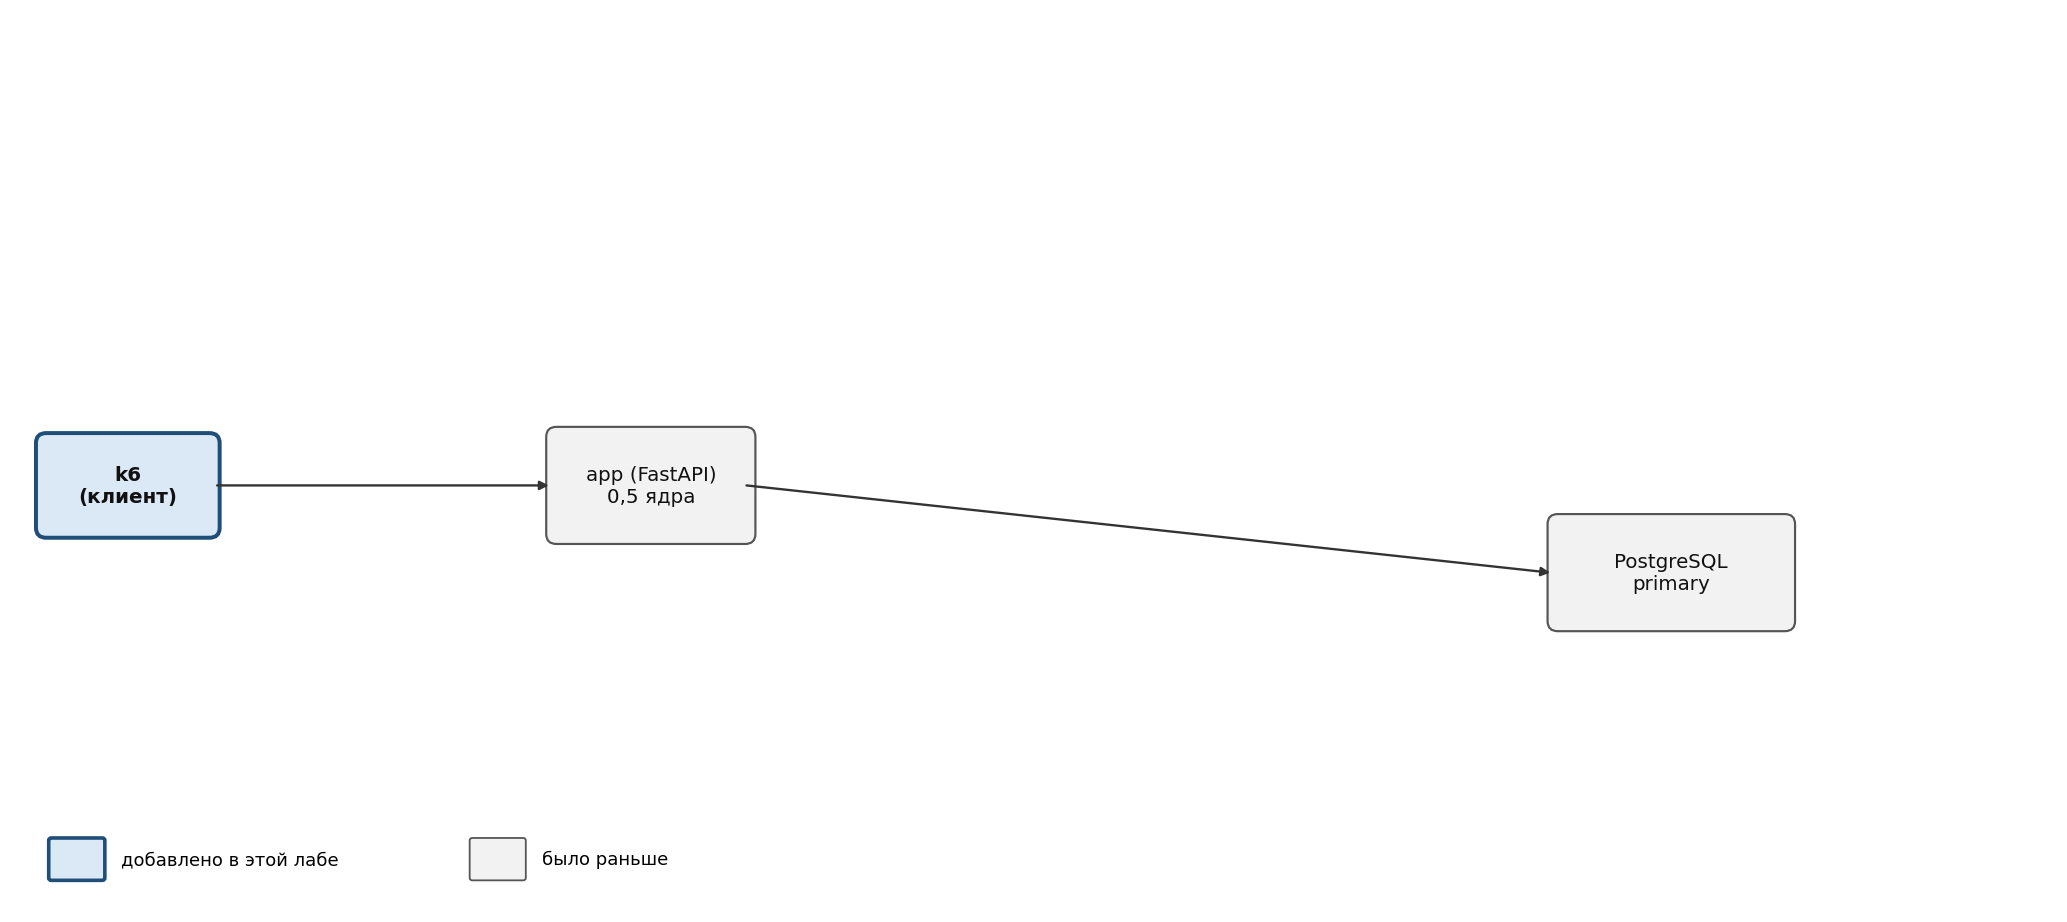 k6
(клиент)
app (FastAPI)
0,5 ядра
PostgreSQL
primary
добавлено в этой лабе
было раньше